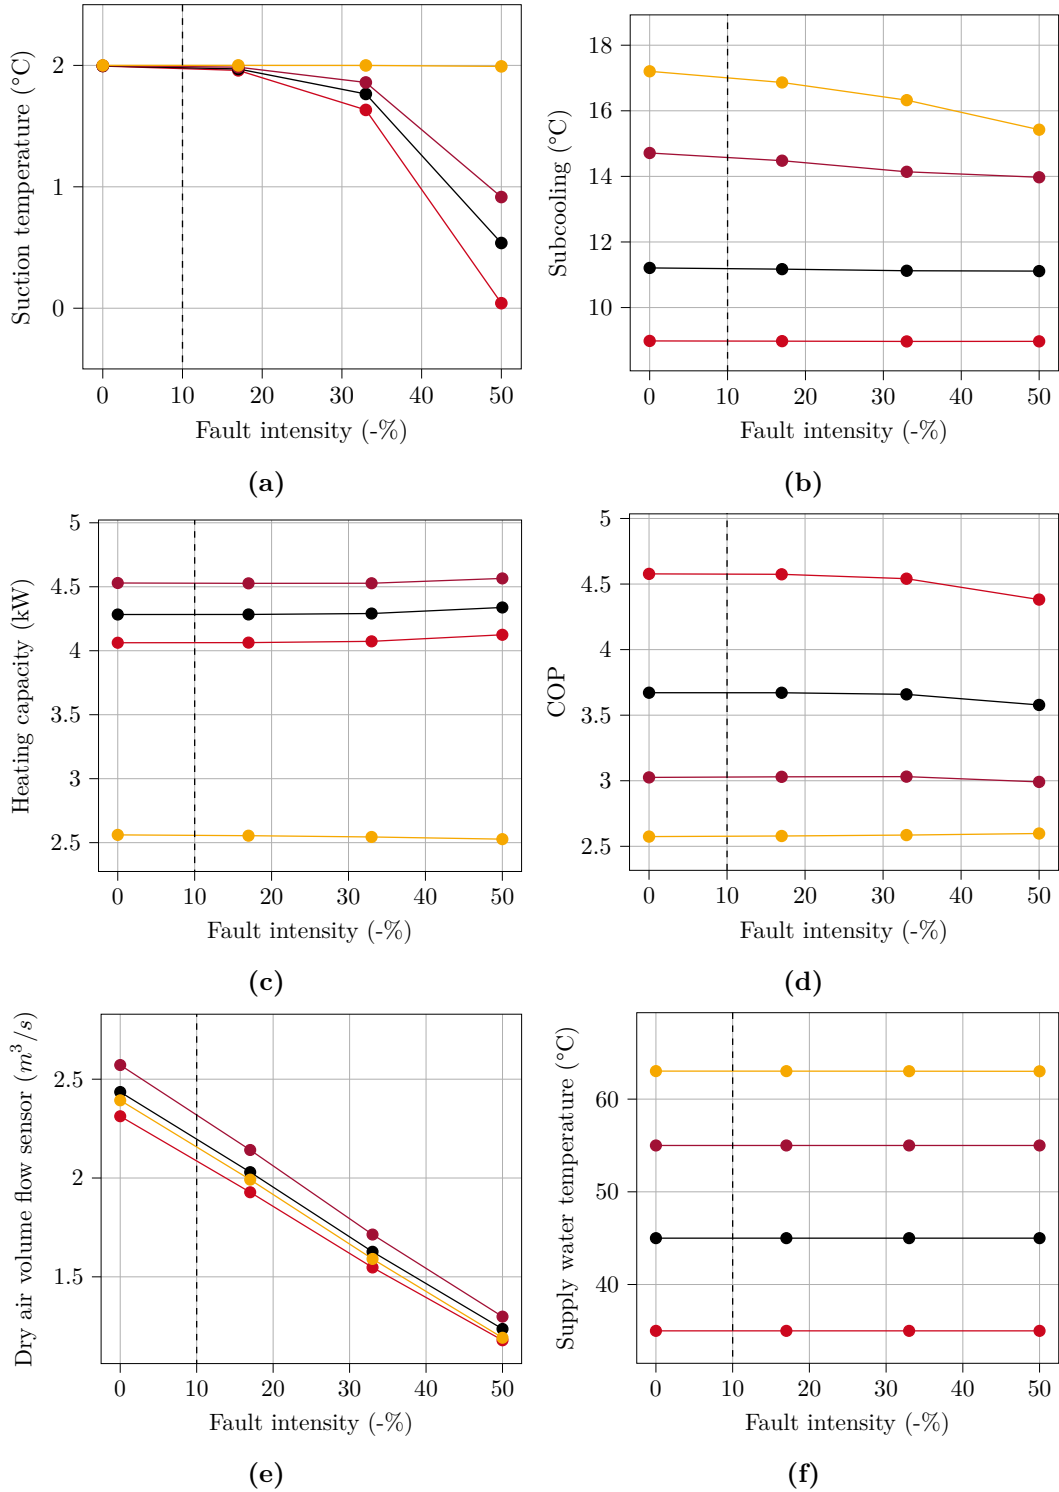 Suction temperature (°C)
2
1
0
0 10 20 30 40 50
Fault intensity (-%)
(a)
Subcooling (°C)
18
16
14
12
10
0 10 20 30 40 50
Fault intensity (-%)
(b)
Heating capacity (kW)
5
4.5
4
3.5
3
2.5
0 10 20 30 40 50
Fault intensity (-%)
(c)
COP
5
4.5
4
3.5
3
2.5
0 10 20 30 40 50
Fault intensity (-%)
(d)
Dry air volume flow sensor (m³/s)
2.5
2
1.5
0 10 20 30 40 50
Fault intensity (-%)
(e)
Supply water temperature (°C)
60
50
40
0 10 20 30 40 50
Fault intensity (-%)
(f)